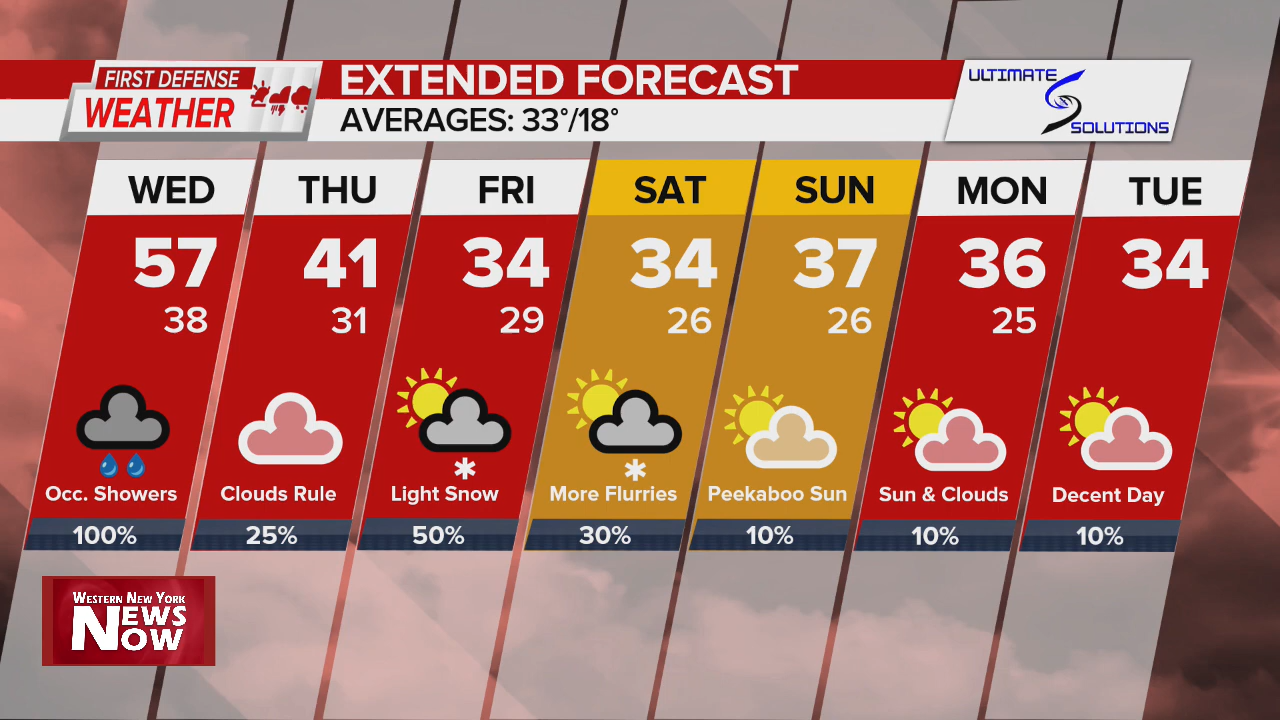 FIRST DEFENSE
WEATHER
EXTENDED FORECAST
AVERAGES: 33°/18°
ULTIMATE
SOLUTIONS
WED THU FRI SAT SUN MON TUE
57 41 34 34 37 36 34
38 31 29 26 26 25
Occ. Showers Clouds Rule Light Snow More Flurries Peekaboo Sun Sun & Clouds Decent Day
100% 25% 50% 30% 10% 10% 10%
WESTERN NEW YORK
NEWS
NOW